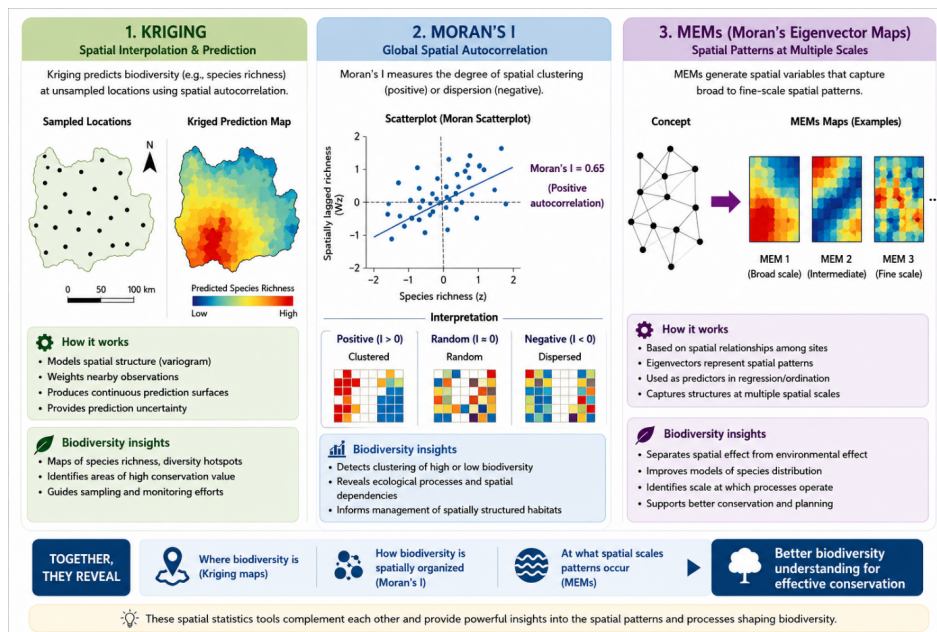 1. KRIGING
Spatial Interpolation & Prediction
Kriging predicts biodiversity (e.g., species richness)
at unsampled locations using spatial autocorrelation.
Sampled Locations
Kriged Prediction Map
N
0 50 100 km
Predicted Species Richness
Low
High
How it works
• Models spatial structure (variogram)
• Weights nearby observations
• Produces continuous prediction surfaces
• Provides prediction uncertainty
Biodiversity insights
• Maps of species richness, diversity hotspots
• Identifies areas of high conservation value
• Guides sampling and monitoring efforts
2. MORAN'S I
Global Spatial Autocorrelation
Moran's I measures the degree of spatial clustering
(positive) or dispersion (negative).
Scatterplot (Moran Scatterplot)
Spatially lagged richness
(Wz)
2
1
0
−1
−2
−2 −1 0 1 2
Species richness (z)
Moran's I = 0.65
(Positive
autocorrelation)
Interpretation
Positive (I > 0)
Clustered
Random (I ≈ 0)
Random
Negative (I < 0)
Dispersed
Biodiversity insights
• Detects clustering of high or low biodiversity
• Reveals ecological processes and spatial
dependencies
• Informs management of spatially structured habitats
3. MEMs (Moran's Eigenvector Maps)
Spatial Patterns at Multiple Scales
MEMs generate spatial variables that capture
broad to fine-scale spatial patterns.
Concept
MEMs Maps (Examples)
...
MEM 1
(Broad scale)
MEM 2
(Intermediate)
MEM 3
(Fine scale)
How it works
• Based on spatial relationships among sites
• Eigenvectors represent spatial patterns
• Used as predictors in regression/ordination
• Captures structures at multiple spatial scales
Biodiversity insights
• Separates spatial effect from environmental effect
• Improves models of species distribution
• Identifies scale at which processes operate
• Supports better conservation and planning
TOGETHER,
THEY REVEAL
Where biodiversity is
(Kriging maps)
How biodiversity is
spatially organized
(Moran's I)
At what spatial scales
patterns occur
(MEMs)
Better biodiversity
understanding for
effective conservation
These spatial statistics tools complement each other and provide powerful insights into the spatial patterns and processes shaping biodiversity.